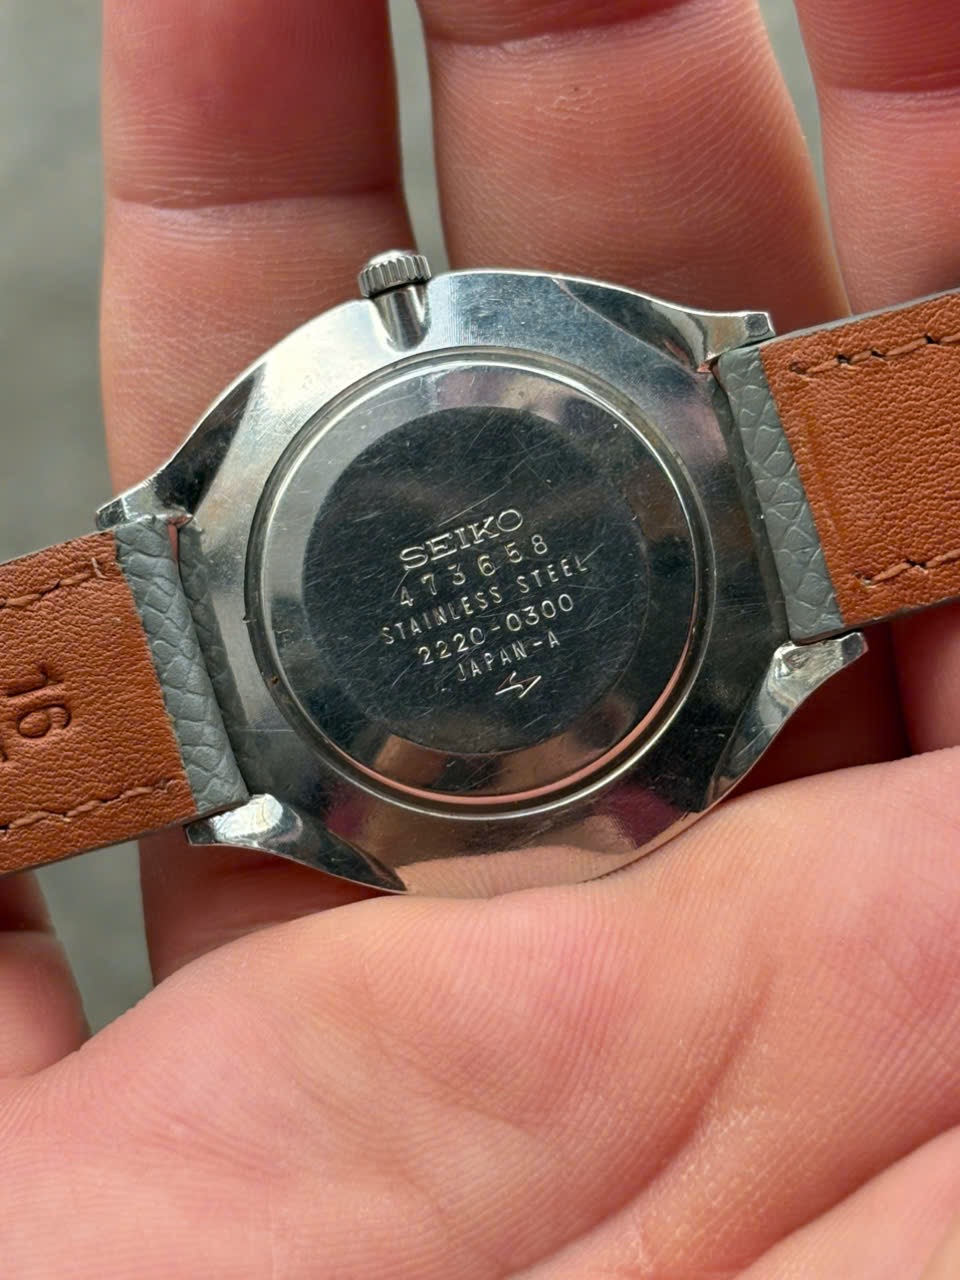 SEIKO
473658
STAINLESS STEEL
2220-0300
JAPAN-A
16